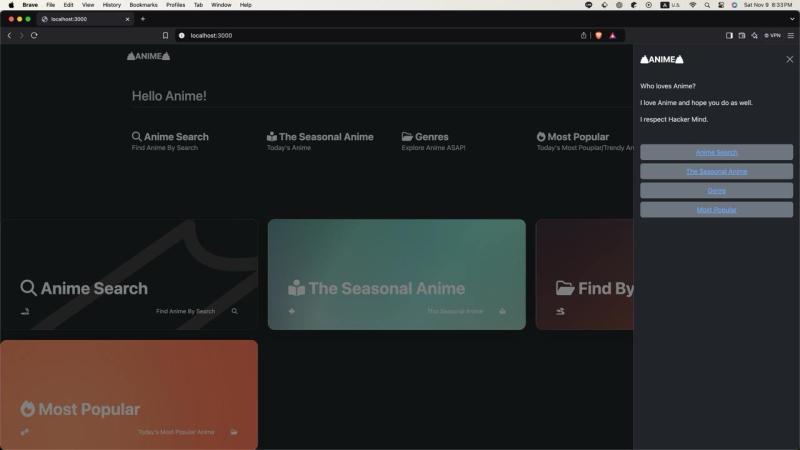 Brave File Edit View History Bookmarks Profiles Tab Window Help
A U.S. Sat Nov 9 8:33 PM
localhost:3000
localhost:3000
VPN
ANIME
Hello Anime!
Anime Search
Find Anime By Search
The Seasonal Anime
Today's Anime
Genres
Explore Anime ASAP!
Most Popular
Today's Most Pouplar/Trendy An
Anime Search
Find Anime By Search
The Seasonal Anime
This Seasonal Anime
Find By
Most Popular
Today's Most Popular Anime
ANIME
Who loves Anime?
I love Anime and hope you do as well.
I respect Hacker Mind.
Anime Search
The Seasonal Anime
Genre
Most Popular